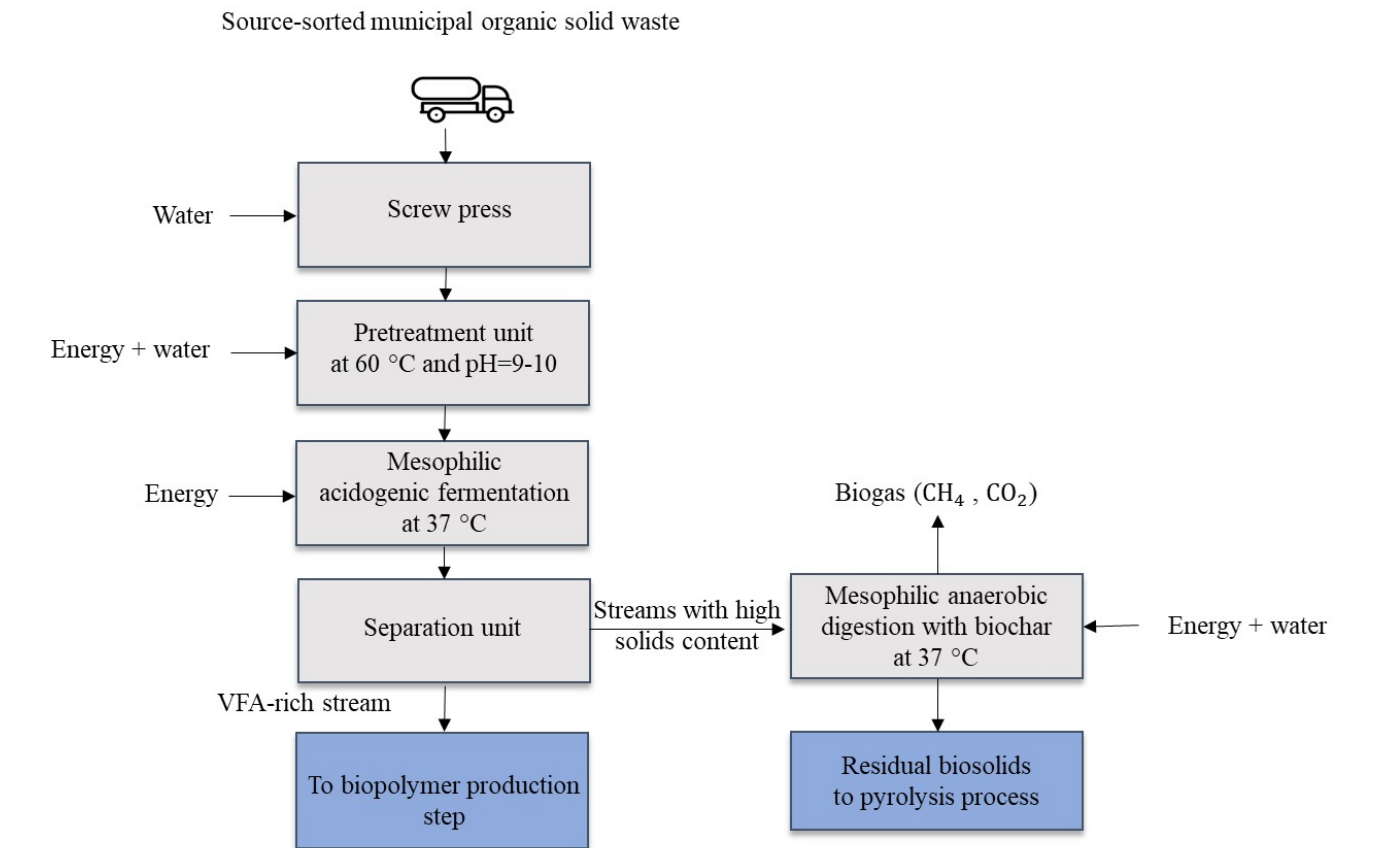 Source-sorted municipal organic solid waste
Water
Screw press
Energy + water
Pretreatment unit
at 60 °C and pH=9-10
Energy
Mesophilic
acidogenic fermentation
at 37 °C
Biogas (CH₄ , CO₂)
Separation unit
Streams with high
solids content
Mesophilic anaerobic
digestion with biochar
at 37 °C
Energy + water
VFA-rich stream
To biopolymer production
step
Residual biosolids
to pyrolysis process